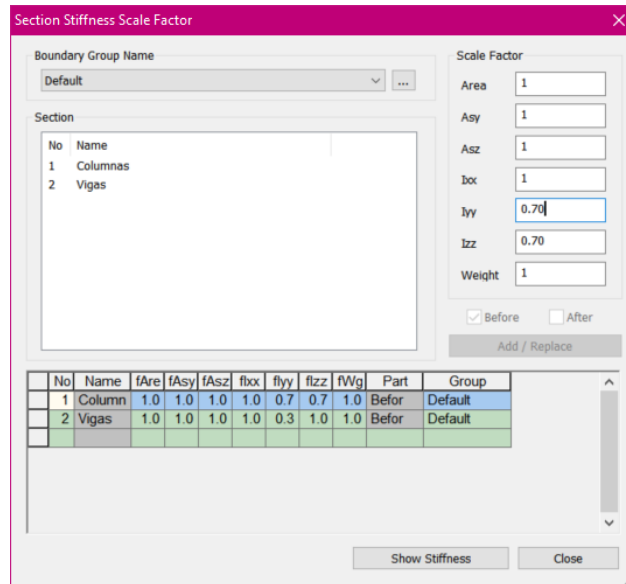 Section Stiffness Scale Factor
Boundary Group Name
Default
...
Section
No Name
1 Columnas
2 Vigas
Scale Factor
Area 1
Asy 1
Asz 1
Ixx 1
Iyy 0.70
Izz 0.70
Weight 1
Before After
Add / Replace
No Name fAre fAsy fAsz fIxx fIyy fIzz fWg Part Group
1 Column 1.0 1.0 1.0 1.0 0.7 0.7 1.0 Befor Default
2 Vigas 1.0 1.0 1.0 1.0 0.3 1.0 1.0 Befor Default
Show Stiffness Close